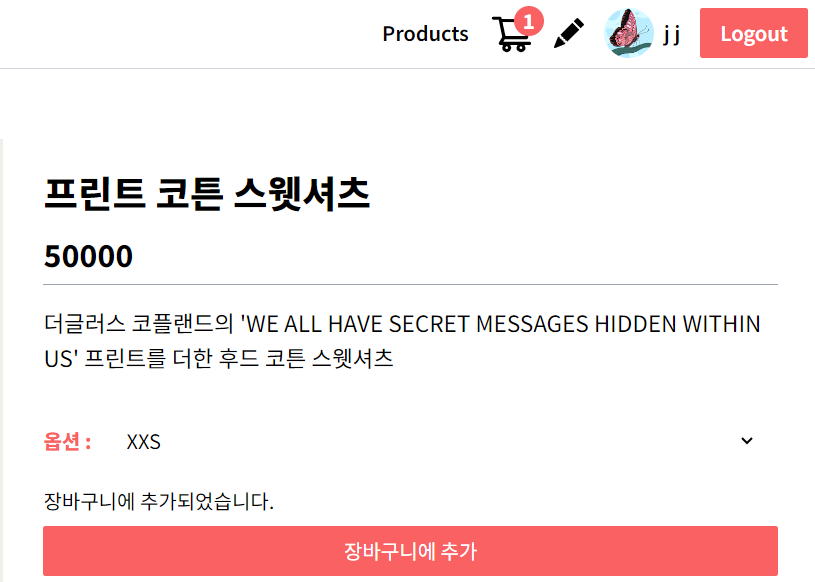 Products 1 j j Logout
프린트 코튼 스웻셔츠
50000
더글러스 코플랜드의 'WE ALL HAVE SECRET MESSAGES HIDDEN WITHIN
US' 프린트를 더한 후드 코튼 스웻셔츠
옵션 : XXS
장바구니에 추가되었습니다.
장바구니에 추가